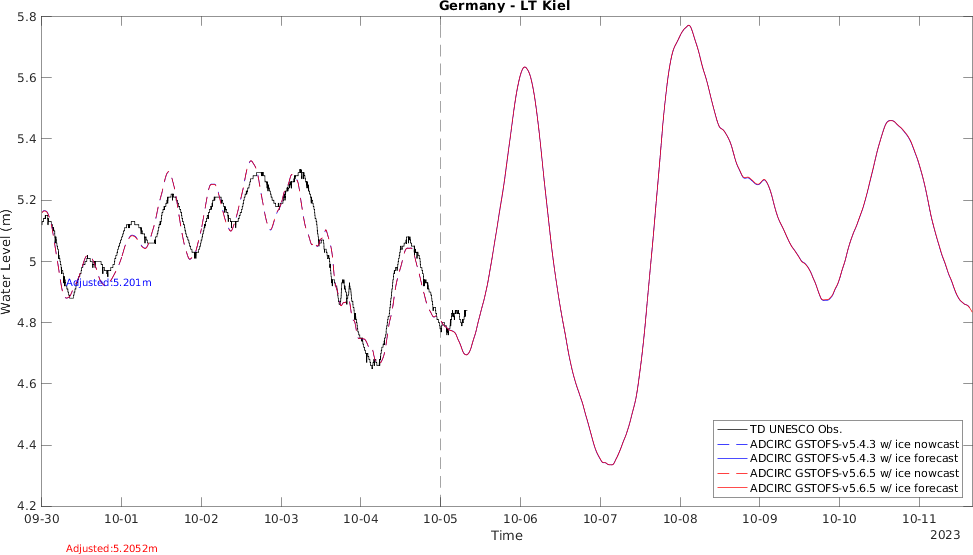 Germany - LT Kiel
5.8
5.6
5.4
5.2
5
4.8
4.6
4.4
4.2
Water Level (m)
Adjusted:5.201m
TD UNESCO Obs.
ADCIRC GSTOFS-v5.4.3 w/ ice nowcast
ADCIRC GSTOFS-v5.4.3 w/ ice forecast
ADCIRC GSTOFS-v5.6.5 w/ ice nowcast
ADCIRC GSTOFS-v5.6.5 w/ ice forecast
09-30 10-01 10-02 10-03 10-04 10-05 10-06 10-07 10-08 10-09 10-10 10-11
Time
2023
Adjusted:5.2052m